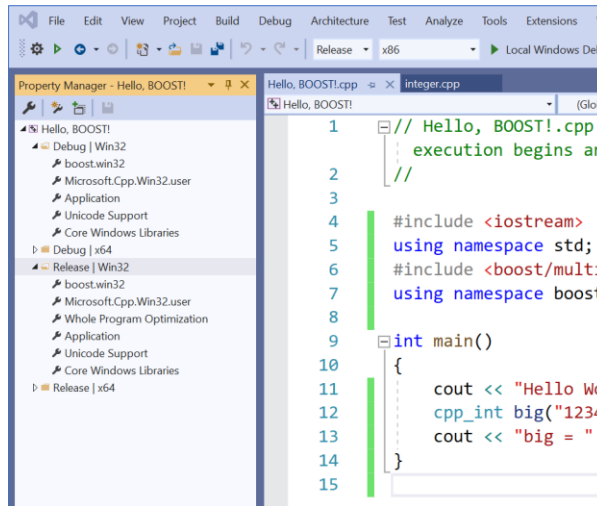 File Edit View Project Build Debug Architecture Test Analyze Tools Extensions
Release x86 Local Windows De
Property Manager - Hello, BOOST!
Hello, BOOST!
Debug | Win32
boost.win32
Microsoft.Cpp.Win32.user
Application
Unicode Support
Core Windows Libraries
Debug | x64
Release | Win32
boost.win32
Microsoft.Cpp.Win32.user
Whole Program Optimization
Application
Unicode Support
Core Windows Libraries
Release | x64
Hello, BOOST!.cpp integer.cpp
Hello, BOOST! (Glo
1 // Hello, BOOST!.cpp
execution begins an
2 //
3
4 #include <iostream>
5 using namespace std;
6 #include <boost/multi
7 using namespace boost
8
9 int main()
10 {
11 cout << "Hello Wo
12 cpp_int big("1234
13 cout << "big = "
14 }
15